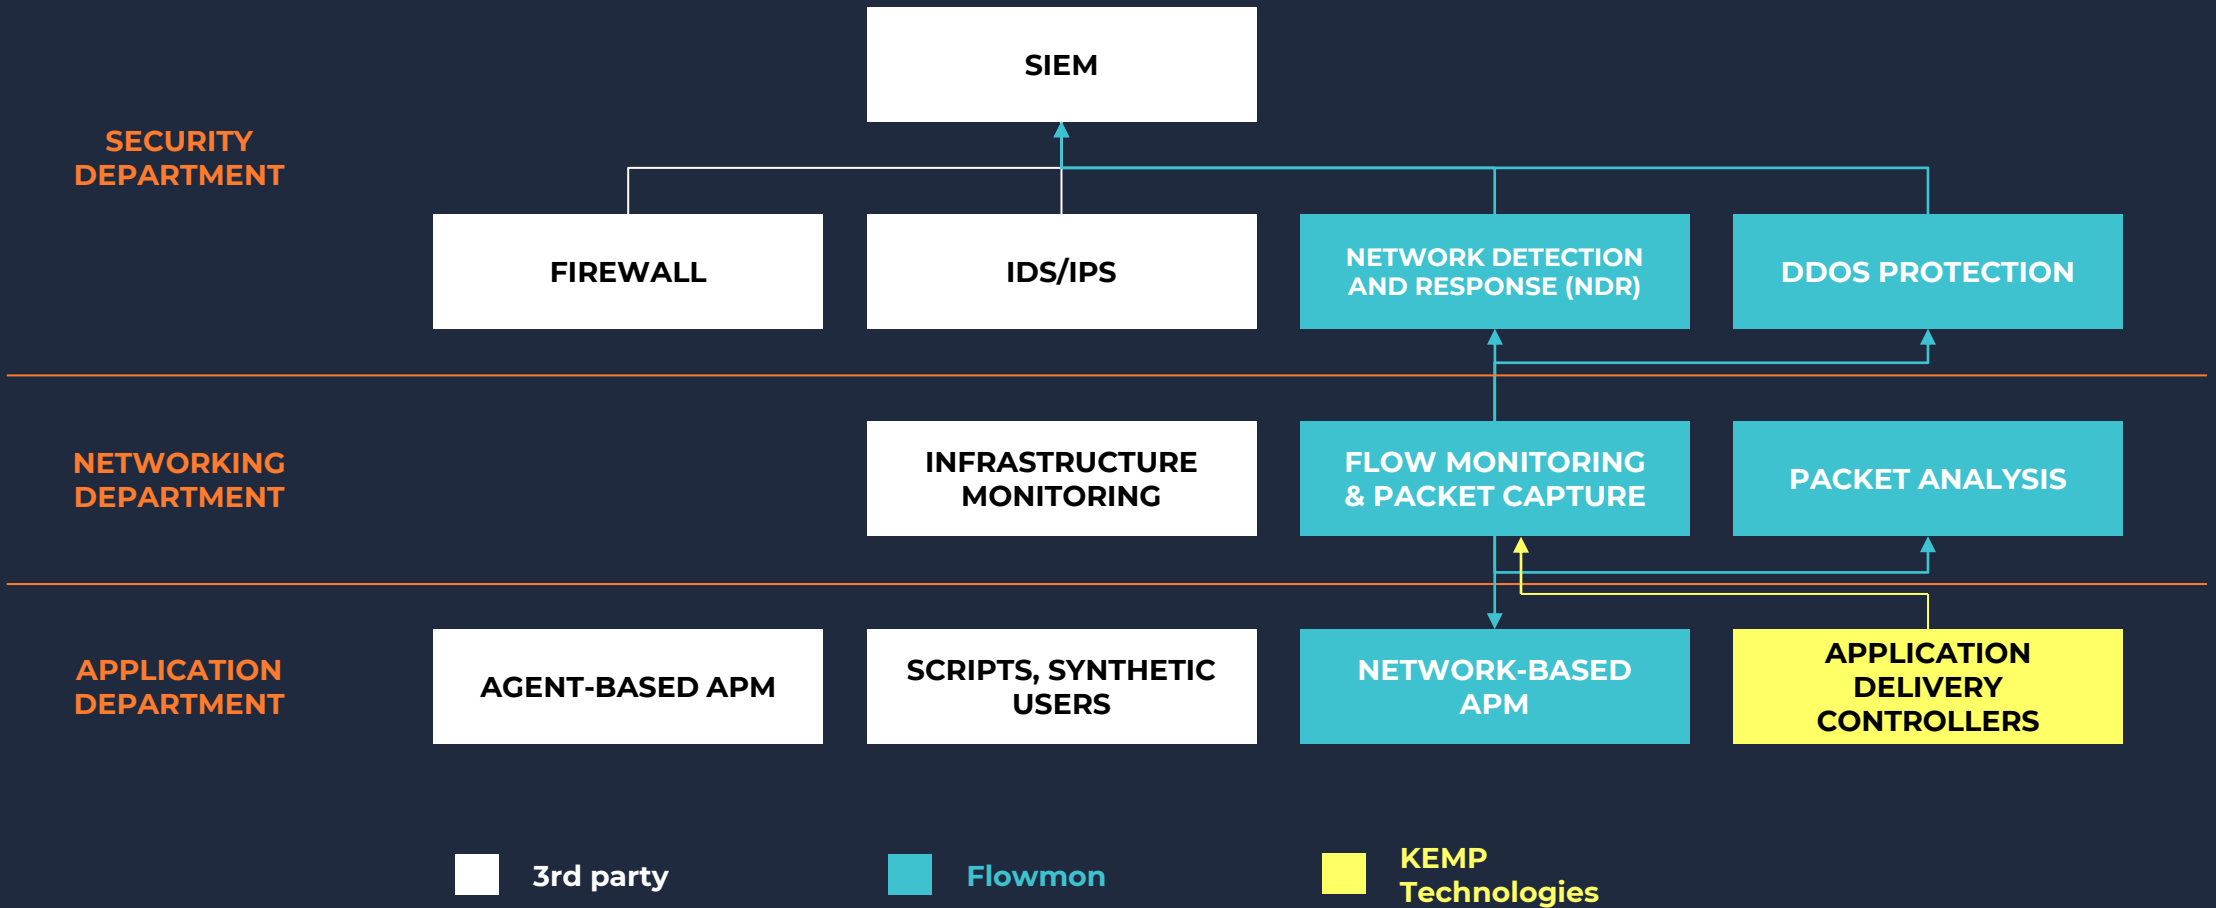 SIEM
SECURITY
DEPARTMENT
FIREWALL
IDS/IPS
NETWORK DETECTION
AND RESPONSE (NDR)
DDOS PROTECTION
NETWORKING
DEPARTMENT
INFRASTRUCTURE
MONITORING
FLOW MONITORING
& PACKET CAPTURE
PACKET ANALYSIS
APPLICATION
DEPARTMENT
AGENT-BASED APM
SCRIPTS, SYNTHETIC
USERS
NETWORK-BASED
APM
APPLICATION
DELIVERY
CONTROLLERS
3rd party
Flowmon
KEMP
Technologies